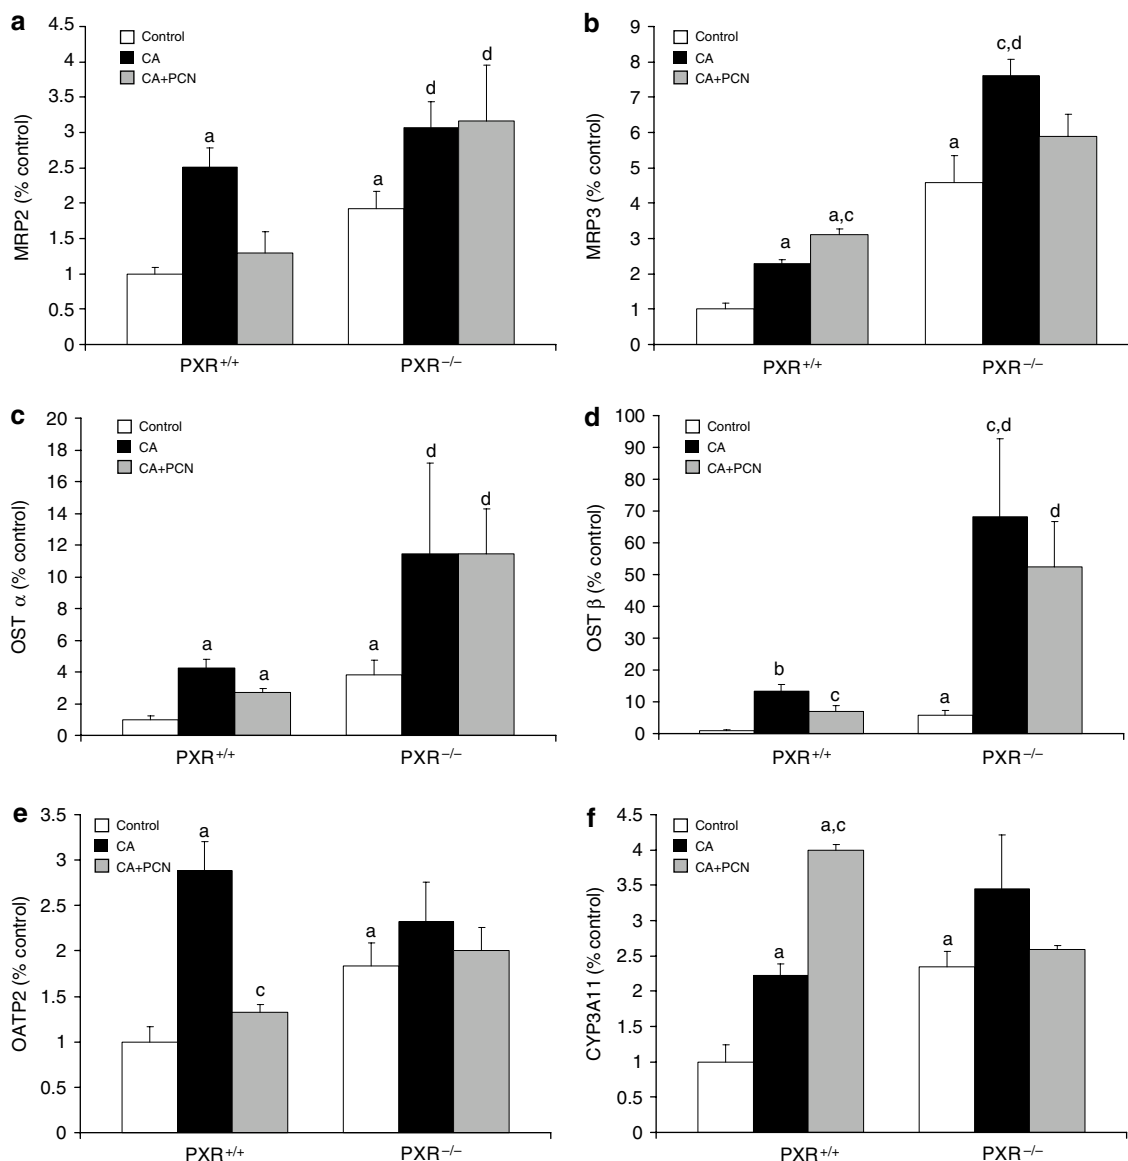 a
4.5
4
3.5
3
2.5
2
1.5
1
0.5
0
MRP2 (% control)
Control
CA
CA+PCN
a
a
d
d
PXR+/+
PXR−/−
b
9
8
7
6
5
4
3
2
1
0
MRP3 (% control)
Control
CA
CA+PCN
a
a,c
a
c,d
PXR+/+
PXR−/−
c
20
18
16
14
12
10
8
6
4
2
0
OST α (% control)
Control
CA
CA+PCN
a
a
a
d
d
PXR+/+
PXR−/−
d
100
90
80
70
60
50
40
30
20
10
0
OST β (% control)
Control
CA
CA+PCN
b
c
a
c,d
d
PXR+/+
PXR−/−
e
3.5
3
2.5
2
1.5
1
0.5
0
OATP2 (% control)
Control
CA
CA+PCN
a
c
a
PXR+/+
PXR−/−
f
4.5
4
3.5
3
2.5
2
1.5
1
0.5
0
CYP3A11 (% control)
Control
CA
CA+PCN
a
a,c
a
PXR+/+
PXR−/−